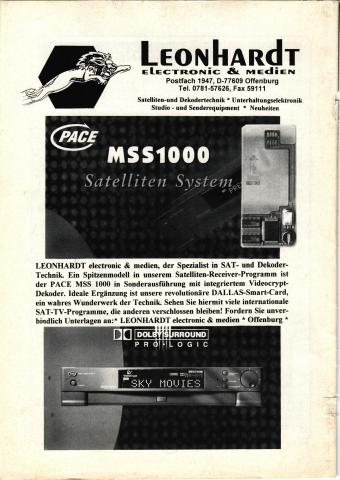 LEONHARDT
ELECTRONIC & MEDIEN
Postfach 1947, D-77609 Offenburg
Tel. 0781-57626, Fax 59111
Satelliten-und Dekodertechnik * Unterhaltungselektronik
Studio - und Senderequipment * Neuheiten
PACE
MSS1000
Satelliten System
LEONHARDT electronic & medien, der Spezialist in SAT- und Dekoder-
Technik. Ein Spitzenmodell in unserem Satelliten-Receiver-Programm ist
der PACE MSS 1000 in Sonderausführung mit integriertem Videocrypt-
Dekoder. Ideale Ergänzung ist unsere revolutionäre DALLAS-Smart-Card,
ein wahres Wunderwerk der Technik. Sehen Sie hiermit viele internationale
SAT-TV-Programme, die anderen verschlossen bleiben! Fordern Sie unver-
bindlich Unterlagen an:* LEONHARDT electronic & medien * Offenburg *
DOLBY SURROUND
PRO·LOGIC
PACE
SKY MOVIES